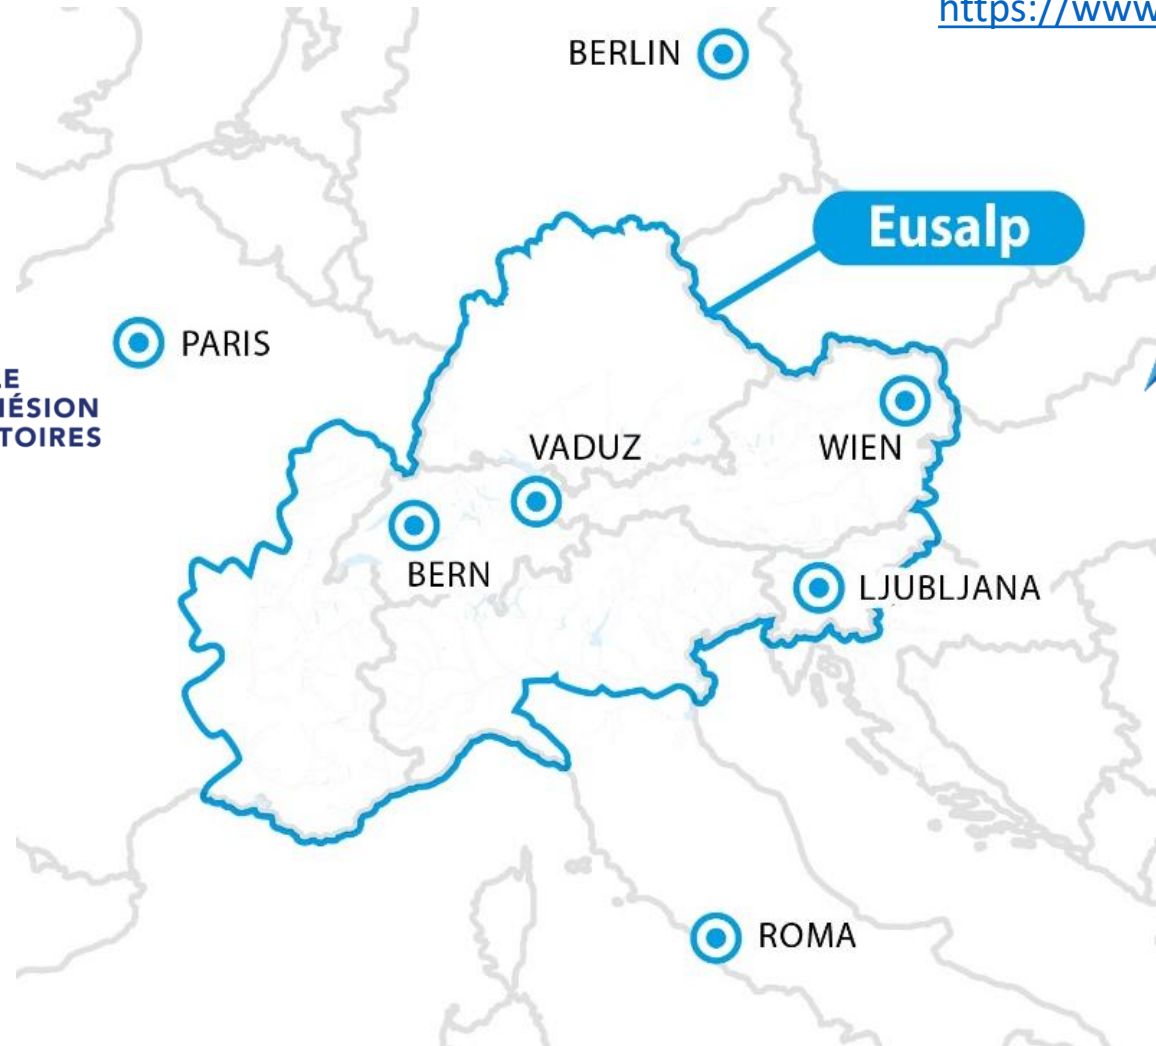 https://www
BERLIN
Eusalp
PARIS
LE
HÉSION
TOIRES
VADUZ
WIEN
BERN
LJUBLJANA
ROMA